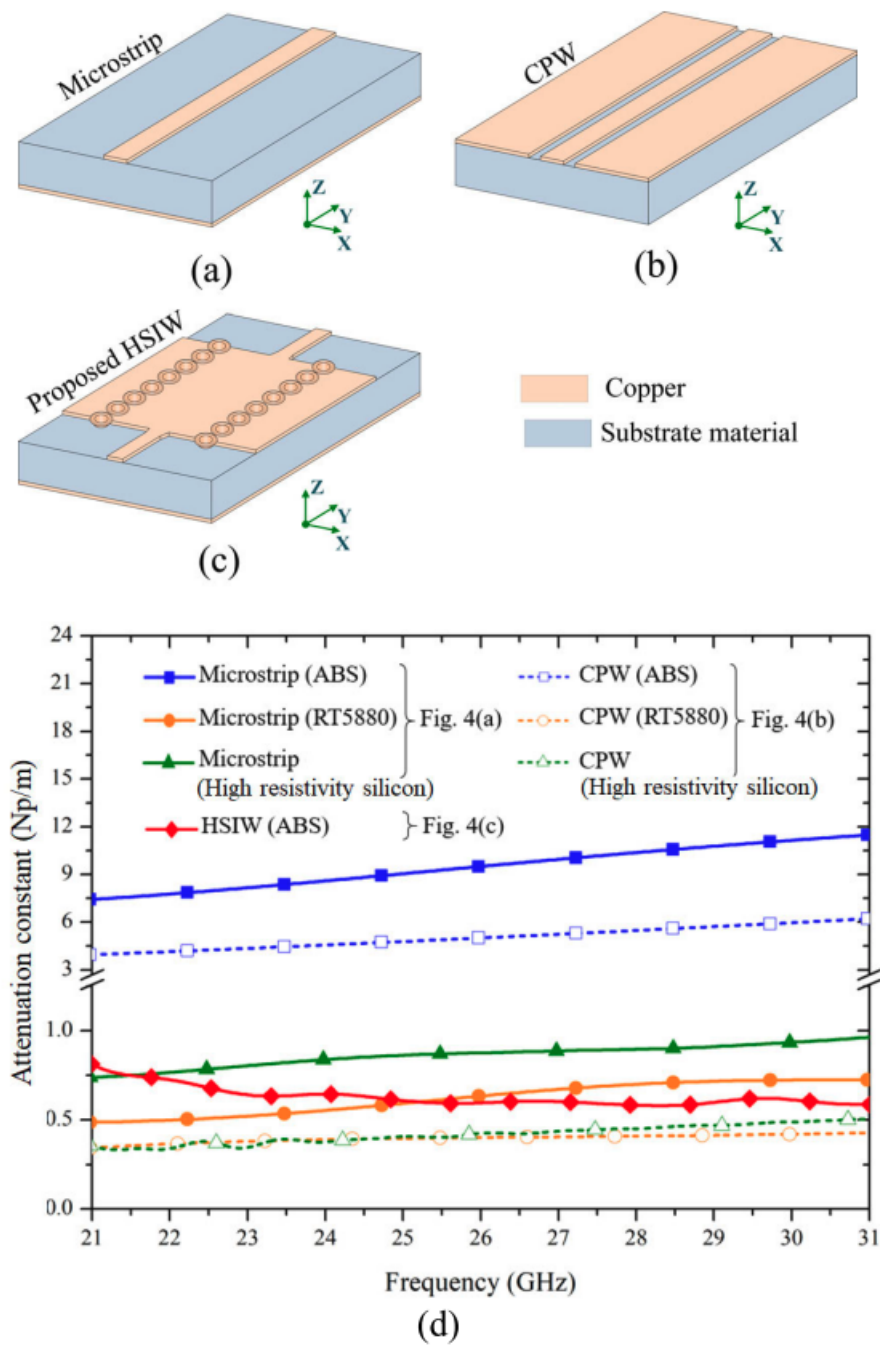 Microstrip
Z
Y
X
(a)
CPW
Z
Y
X
(b)
Proposed HSIW
Z
Y
X
(c)
Copper
Substrate material
Attenuation constant (Np/m)
24
21
18
15
12
9
6
3
1.0
0.5
0.0
Microstrip (ABS)
Microstrip (RT5880)
Fig. 4(a)
Microstrip
(High resistivity silicon)
HSIW (ABS)
Fig. 4(c)
CPW (ABS)
CPW (RT5880)
Fig. 4(b)
CPW
(High resistivity silicon)
21 22 23 24 25 26 27 28 29 30 31
Frequency (GHz)
(d)